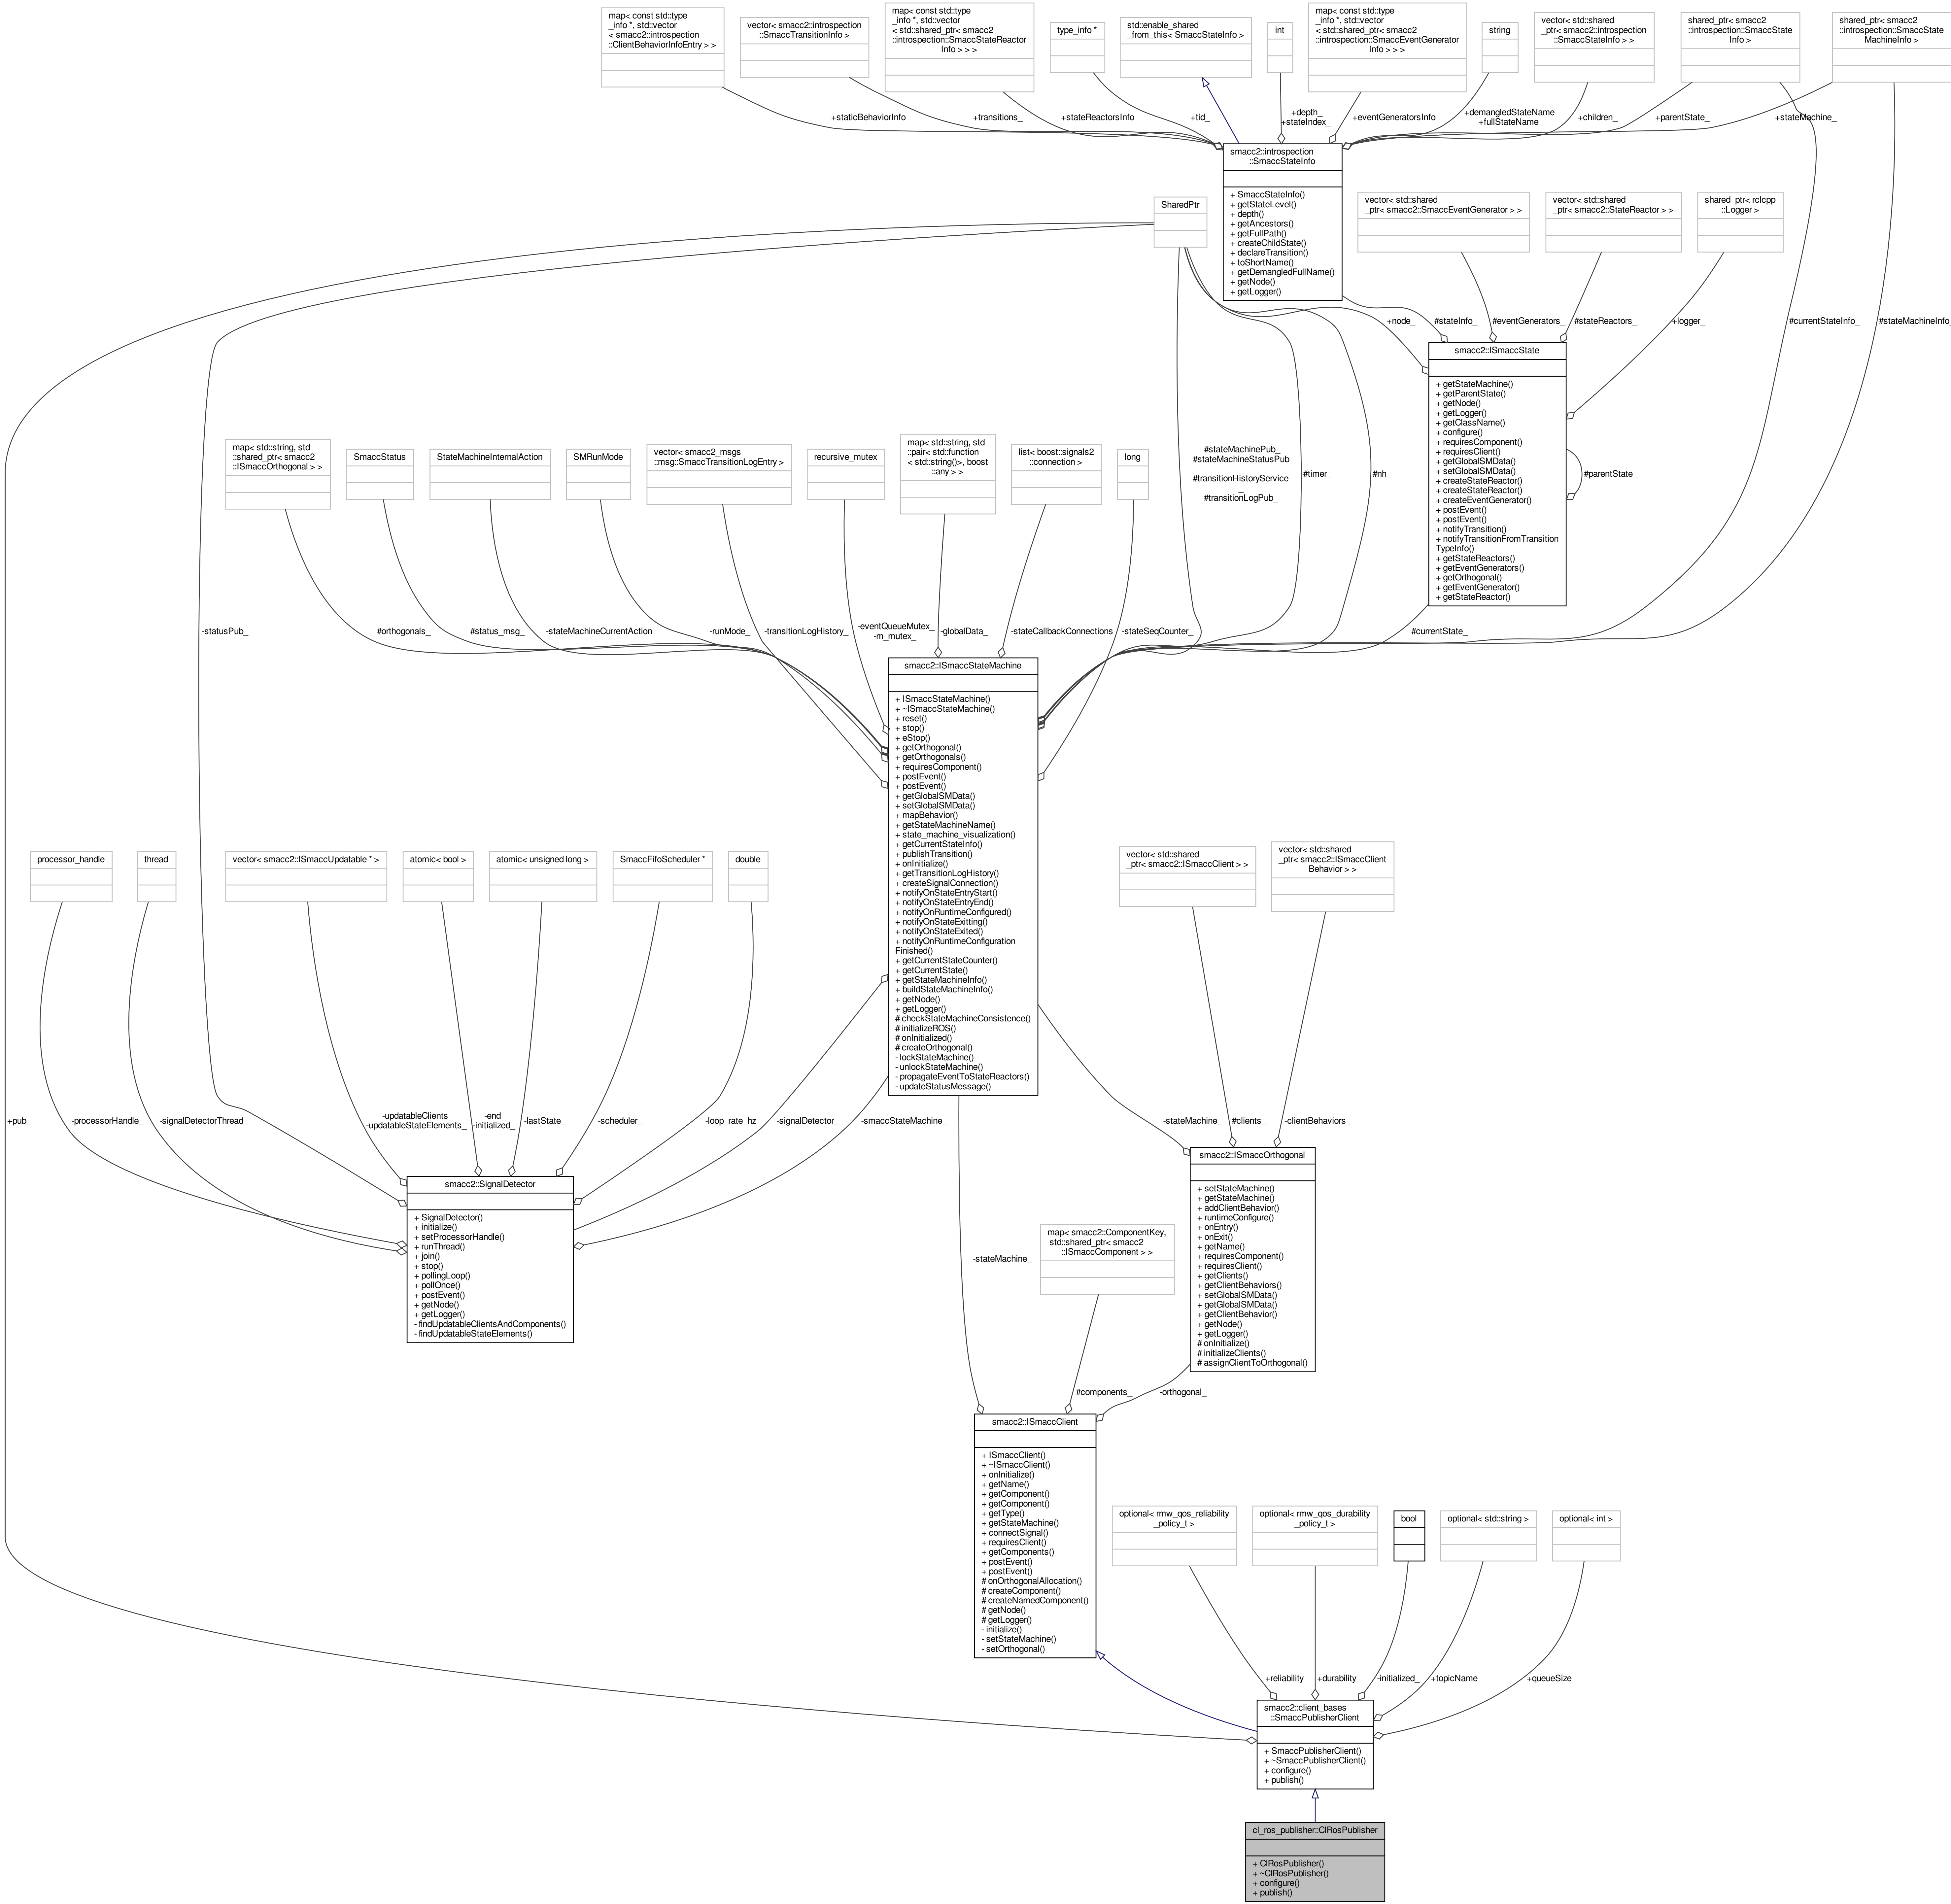 map< const std::type
_info *, std::vector
< smacc2::introspection
::ClientBehaviorInfoEntry > >
vector< smacc2::introspection
::SmaccTransitionInfo >
map< const std::type
_info *, std::vector
< std::shared_ptr< smacc2
::introspection::SmaccStateReactor
Info > > >
type_info *
std::enable_shared
_from_this< SmaccStateInfo >
int
map< const std::type
_info *, std::vector
< std::shared_ptr< smacc2
::introspection::SmaccEventGenerator
Info > > >
string
vector< std::shared
_ptr< smacc2::introspection
::SmaccStateInfo > >
shared_ptr< smacc2
::introspection::SmaccState
Info >
shared_ptr< smacc2
::introspection::SmaccState
MachineInfo >
+staticBehaviorInfo
+transitions_
+stateReactorsInfo
+tid_
+depth_
+stateIndex_
+eventGeneratorsInfo
+demangledStateName
+fullStateName
+children_
+parentState_
+stateMachine_
smacc2::introspection
::SmaccStateInfo
+ SmaccStateInfo()
+ getStateLevel()
+ depth()
+ getAncestors()
+ getFullPath()
+ createChildState()
+ declareTransition()
+ toShortName()
+ getDemangledFullName()
+ getNode()
+ getLogger()
SharedPtr
vector< std::shared
_ptr< smacc2::SmaccEventGenerator > >
vector< std::shared
_ptr< smacc2::StateReactor > >
shared_ptr< rclcpp
::Logger >
+node_
#stateInfo_
#eventGenerators_
#stateReactors_
+logger_
#currentStateInfo_
#stateMachineInfo_
smacc2::ISmaccState
+ getStateMachine()
+ getParentState()
+ getNode()
+ getLogger()
+ getClassName()
+ configure()
+ requiresComponent()
+ requiresClient()
+ getGlobalSMData()
+ setGlobalSMData()
+ createStateReactor()
+ createStateReactor()
+ createEventGenerator()
+ postEvent()
+ postEvent()
+ notifyTransition()
+ notifyTransitionFromTransition
TypeInfo()
+ getStateReactors()
+ getEventGenerators()
+ getOrthogonal()
+ getEventGenerator()
+ getStateReactor()
#parentState_
map< std::string, std
::shared_ptr< smacc2
::ISmaccOrthogonal > >
SmaccStatus
StateMachineInternalAction
SMRunMode
vector< smacc2_msgs
::msg::SmaccTransitionLogEntry >
recursive_mutex
map< std::string, std
::pair< std::function
< std::string()>, boost
::any > >
list< boost::signals2
::connection >
long
#stateMachinePub_
#stateMachineStatusPub
_
#transitionHistoryService
_
#transitionLogPub_
#timer_
#nh_
-statusPub_
#orthogonals_
#status_msg_
-stateMachineCurrentAction
-runMode_
-transitionLogHistory_
-eventQueueMutex_
-m_mutex_
-globalData_
-stateCallbackConnections
-stateSeqCounter_
#currentState_
smacc2::ISmaccStateMachine
+ ISmaccStateMachine()
+ ~ISmaccStateMachine()
+ reset()
+ stop()
+ eStop()
+ getOrthogonal()
+ getOrthogonals()
+ requiresComponent()
+ postEvent()
+ postEvent()
+ getGlobalSMData()
+ setGlobalSMData()
+ mapBehavior()
+ getStateMachineName()
+ state_machine_visualization()
+ getCurrentStateInfo()
+ publishTransition()
+ onInitialize()
+ getTransitionLogHistory()
+ createSignalConnection()
+ notifyOnStateEntryStart()
+ notifyOnStateEntryEnd()
+ notifyOnRuntimeConfigured()
+ notifyOnStateExitting()
+ notifyOnStateExited()
+ notifyOnRuntimeConfiguration
Finished()
+ getCurrentStateCounter()
+ getCurrentState()
+ getStateMachineInfo()
+ buildStateMachineInfo()
+ getNode()
+ getLogger()
# checkStateMachineConsistence()
# initializeROS()
# onInitialized()
# createOrthogonal()
- lockStateMachine()
- unlockStateMachine()
- propagateEventToStateReactors()
- updateStatusMessage()
processor_handle
thread
vector< smacc2::ISmaccUpdatable * >
atomic< bool >
atomic< unsigned long >
SmaccFifoScheduler *
double
vector< std::shared
_ptr< smacc2::ISmaccClient > >
vector< std::shared
_ptr< smacc2::ISmaccClient
Behavior > >
+pub_
-processorHandle_
-signalDetectorThread_
-updatableClients_
-updatableStateElements_
-end_
-initialized_
-lastState_
-scheduler_
-loop_rate_hz
-signalDetector_
-smaccStateMachine_
-stateMachine_
#clients_
-clientBehaviors_
smacc2::SignalDetector
+ SignalDetector()
+ initialize()
+ setProcessorHandle()
+ runThread()
+ join()
+ stop()
+ pollingLoop()
+ pollOnce()
+ postEvent()
+ getNode()
+ getLogger()
- findUpdatableClientsAndComponents()
- findUpdatableStateElements()
smacc2::ISmaccOrthogonal
+ setStateMachine()
+ getStateMachine()
+ addClientBehavior()
+ runtimeConfigure()
+ onEntry()
+ onExit()
+ getName()
+ requiresComponent()
+ requiresClient()
+ getClients()
+ getClientBehaviors()
+ setGlobalSMData()
+ getGlobalSMData()
+ getClientBehavior()
+ getNode()
+ getLogger()
# onInitialize()
# initializeClients()
# assignClientToOrthogonal()
map< smacc2::ComponentKey,
std::shared_ptr< smacc2
::ISmaccComponent > >
-stateMachine_
#components_
-orthogonal_
smacc2::ISmaccClient
+ ISmaccClient()
+ ~ISmaccClient()
+ onInitialize()
+ getName()
+ getComponent()
+ getComponent()
+ getType()
+ getStateMachine()
+ connectSignal()
+ requiresClient()
+ getComponents()
+ postEvent()
+ postEvent()
# onOrthogonalAllocation()
# createComponent()
# createNamedComponent()
# getNode()
# getLogger()
- initialize()
- setStateMachine()
- setOrthogonal()
optional< rmw_qos_reliability
_policy_t >
optional< rmw_qos_durability
_policy_t >
bool
optional< std::string >
optional< int >
+reliability
+durability
-initialized_
+topicName
+queueSize
smacc2::client_bases
::SmaccPublisherClient
+ SmaccPublisherClient()
+ ~SmaccPublisherClient()
+ configure()
+ publish()
cl_ros_publisher::ClRosPublisher
+ ClRosPublisher()
+ ~ClRosPublisher()
+ configure()
+ publish()